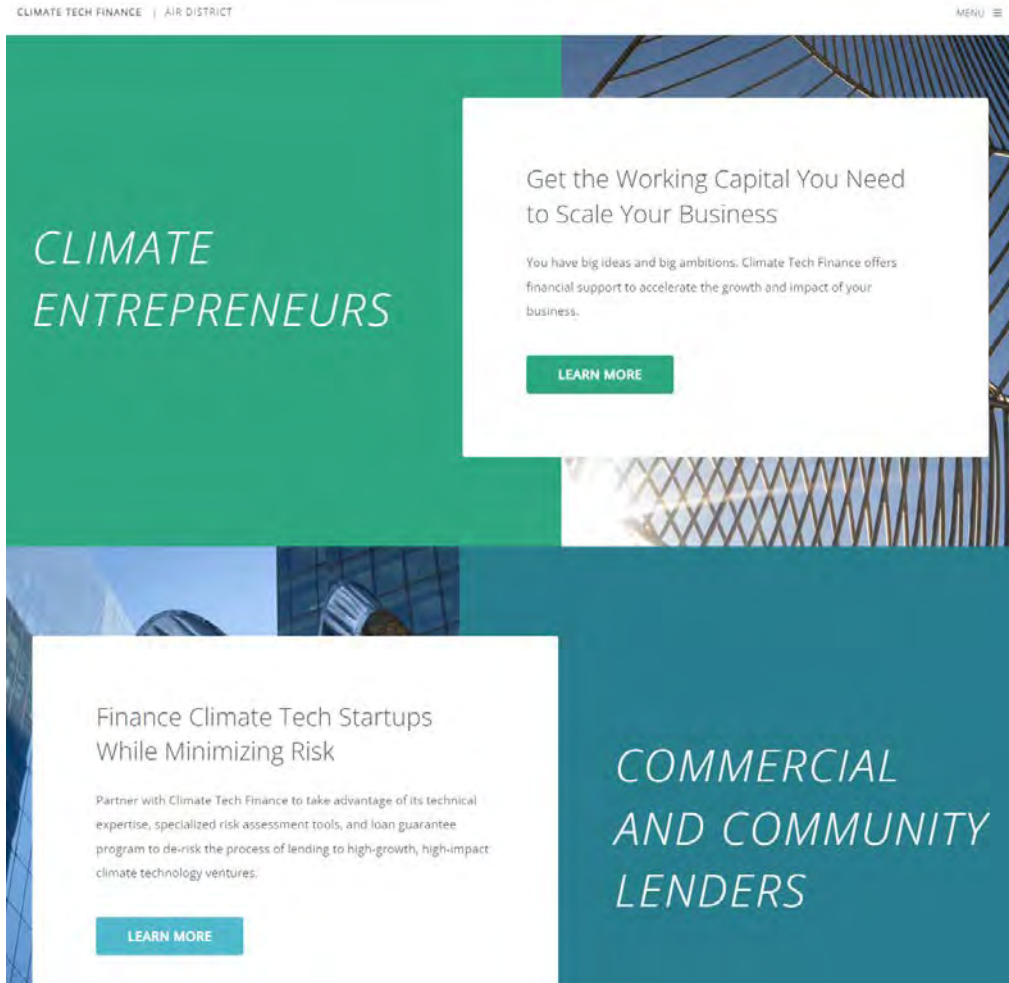 CLIMATE TECH FINANCE | AIR DISTRICT
MENU ≡
CLIMATE
ENTREPRENEURS
Get the Working Capital You Need
to Scale Your Business
You have big ideas and big ambitions. Climate Tech Finance offers
financial support to accelerate the growth and impact of your
business.
LEARN MORE
Finance Climate Tech Startups
While Minimizing Risk
Partner with Climate Tech Finance to take advantage of its technical
expertise, specialized risk assessment tools, and loan guarantee
program to de-risk the process of lending to high-growth, high-impact
climate technology ventures.
LEARN MORE
COMMERCIAL
AND COMMUNITY
LENDERS